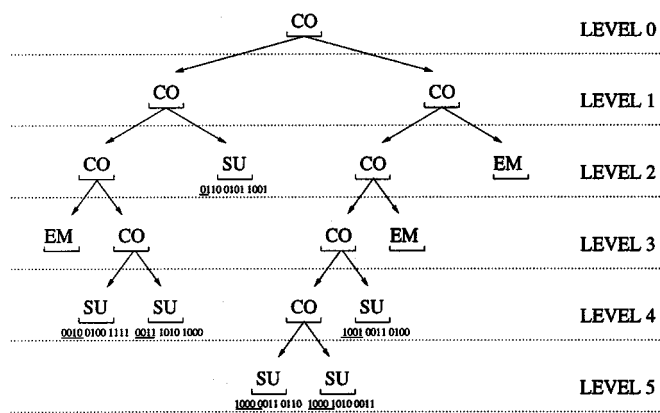 CO LEVEL 0
CO CO LEVEL 1
CO SU CO EM LEVEL 2
0110 0101 1001
EM CO CO EM LEVEL 3
SU SU CO SU LEVEL 4
0010 0100 1111 0011 1010 1000 1001 0011 0100
SU SU LEVEL 5
1000 0011 0110 1000 1010 0011